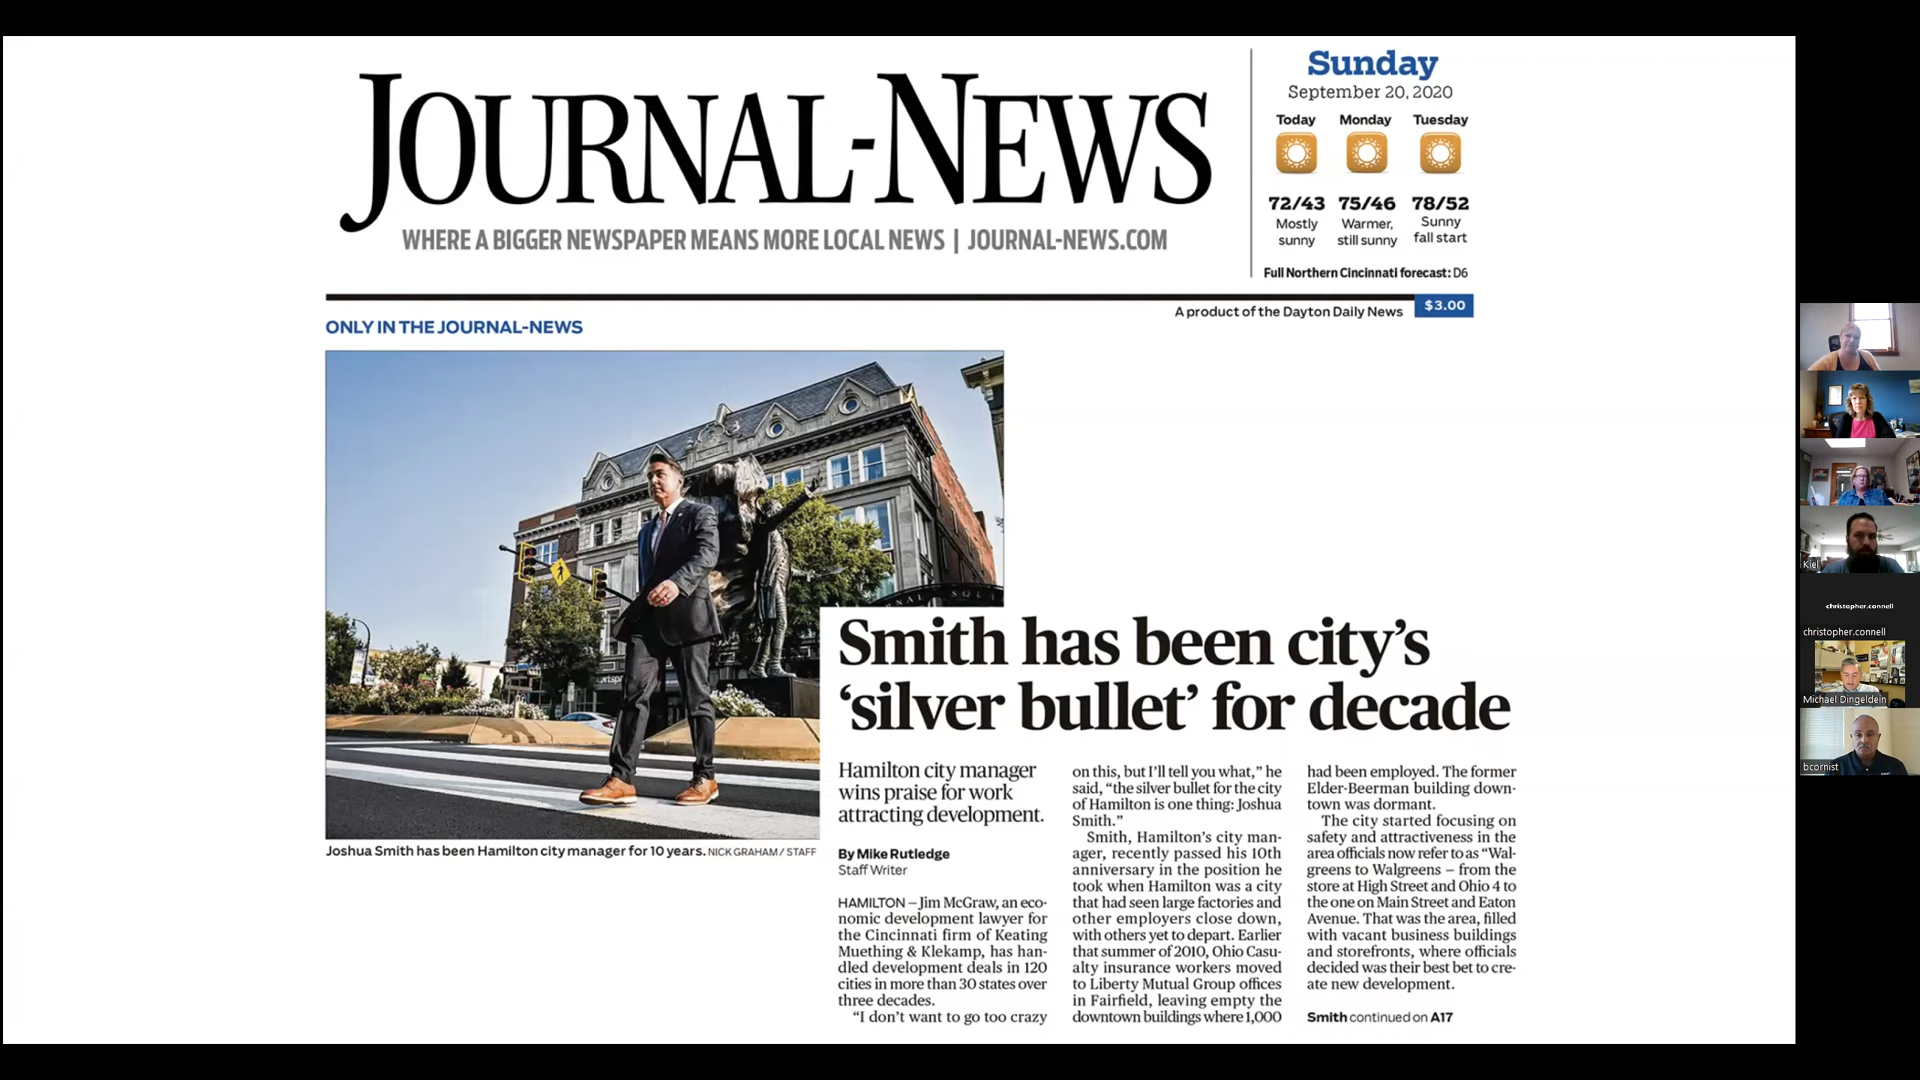 JOURNAL-NEWS
WHERE A BIGGER NEWSPAPER MEANS MORE LOCAL NEWS | JOURNAL-NEWS.COM
Sunday
September 20, 2020
Today Monday Tuesday
72/43 75/46 78/52
Mostly sunny
Warmer, still sunny
Sunny fall start
Full Northern Cincinnati forecast: D6
A product of the Dayton Daily News
$3.00
ONLY IN THE JOURNAL-NEWS
Joshua Smith has been Hamilton city manager for 10 years. NICK GRAHAM / STAFF
Smith has been city’s
‘silver bullet’ for decade
Hamilton city manager
wins praise for work
attracting development.
By Mike Rutledge
Staff Writer
HAMILTON — Jim McGraw, an eco-
nomic development lawyer for
the Cincinnati firm of Keating
Muething & Klekamp, has han-
dled development deals in 120
cities in more than 30 states over
three decades.
“I don’t want to go too crazy
on this, but I’ll tell you what,” he
said, “the silver bullet for the city
of Hamilton is one thing: Joshua
Smith.”
Smith, Hamilton’s city man-
ager, recently passed his 10th
anniversary in the position he
took when Hamilton was a city
that had seen large factories and
other employers close down,
with others yet to depart. Earlier
that summer of 2010, Ohio Casu-
alty insurance workers moved
to Liberty Mutual Group offices
in Fairfield, leaving empty the
downtown buildings where 1,000
had been employed. The former
Elder-Beerman building down-
town was dormant.
The city started focusing on
safety and attractiveness in the
area officials now refer to as “Wal-
greens to Walgreens — from the
store at High Street and Ohio 4 to
the one on Main Street and Eaton
Avenue. That was the area, filled
with vacant business buildings
and storefronts, where officials
decided was their best bet to cre-
ate new development.
Smith continued on A17
Kiel
christopher.connell
christopher.connell
Michael Dingeldein
bcornist